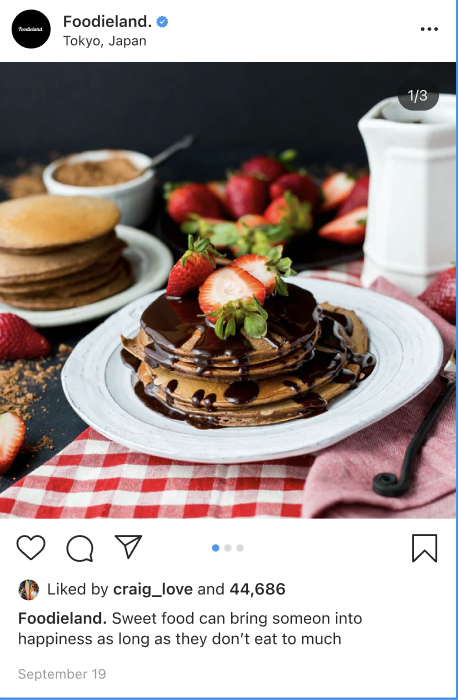 Foodieland.
Foodieland.
Tokyo, Japan
1/3
Liked by craig_love and 44,686
Foodieland. Sweet food can bring someon into
happiness as long as they don’t eat to much
September 19